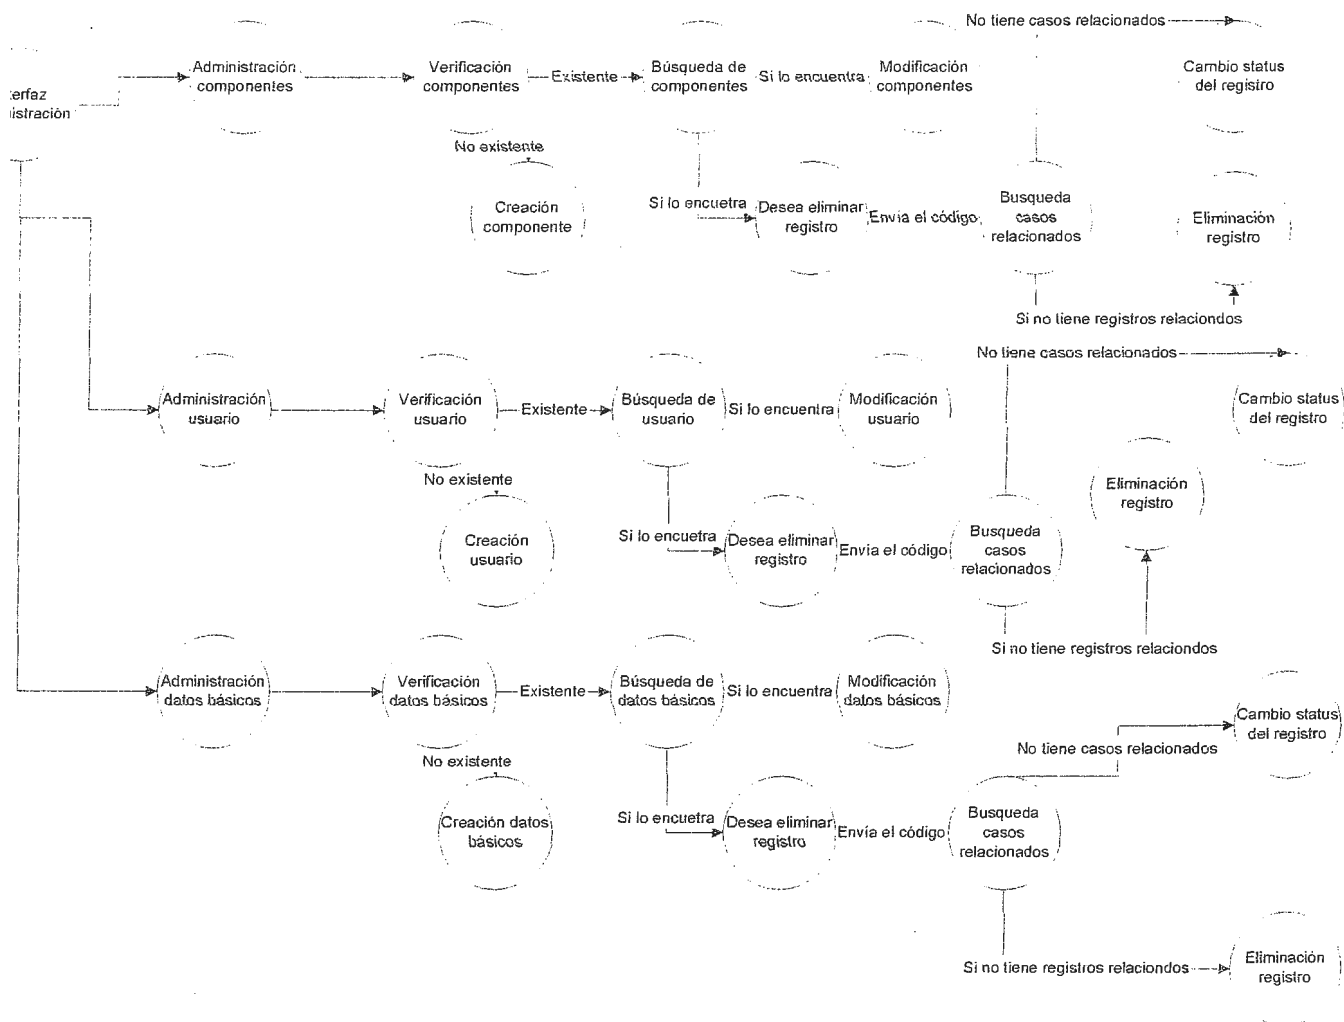 No tiene casos relacionados
terfaz
istración
Administración
componentes
Verificación
componentes
Existente
Búsqueda de
componentes
Si lo encuentra
Modificación
componentes
Cambio status
del registro
No existente
Creación
componente
Si lo encuetra
Desea eliminar
registro
Envía el código
Busqueda
casos
relacionados
Eliminación
registro
Si no tiene registros relaciondos
No tiene casos relacionados
Administración
usuario
Verificación
usuario
Existente
Búsqueda de
usuario
Si lo encuentra
Modificación
usuario
Cambio status
del registro
No existente
Creación
usuario
Si lo encuetra
Desea eliminar
registro
Envía el código
Busqueda
casos
relacionados
Eliminación
registro
Si no tiene registros relaciondos
Administración
datos básicos
Verificación
datos básicos
Existente
Búsqueda de
datos básicos
Si lo encuentra
Modificación
datos básicos
Cambio status
del registro
No tiene casos relacionados
No existente
Creación datos
básicos
Si lo encuetra
Desea eliminar
registro
Envía el código
Busqueda
casos
relacionados
Si no tiene registros relaciondos
Eliminación
registro